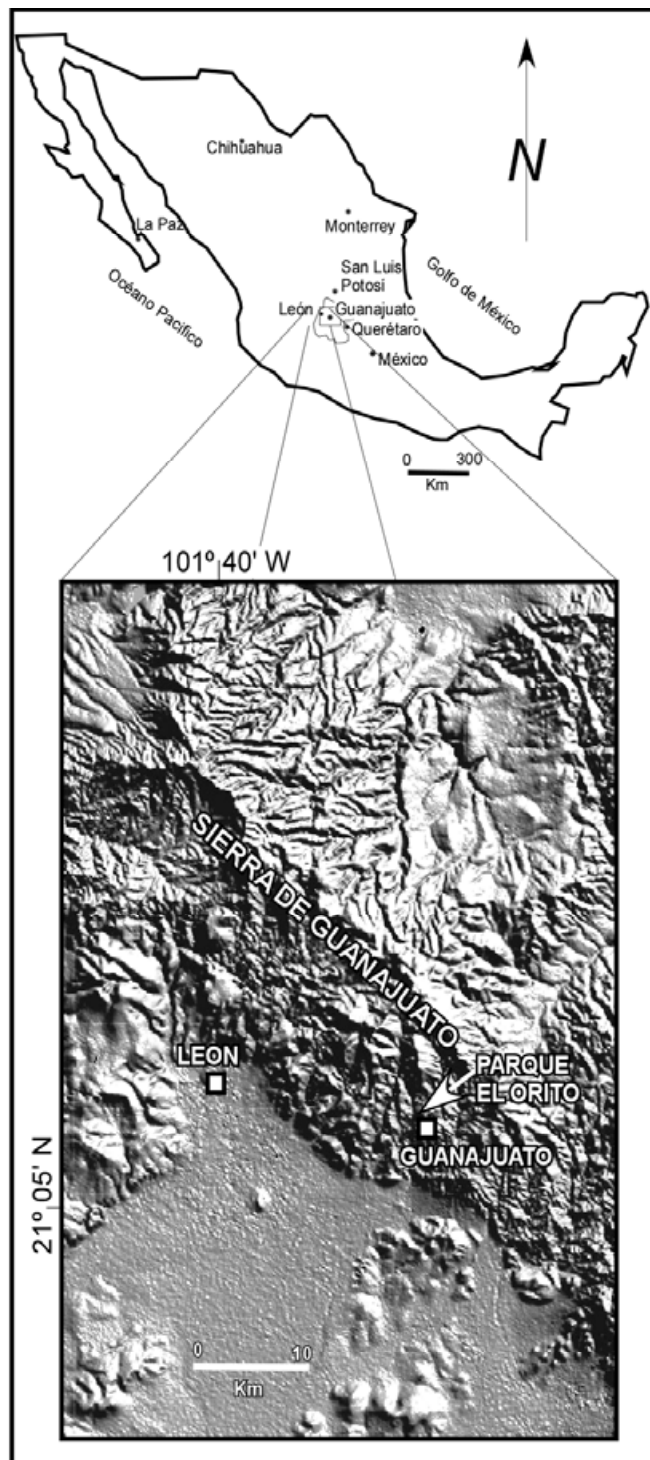 N
Chihuahua
La Paz
Monterrey
Océano Pacífico
San Luis
Potosí
Golfo de México
León
Guanajuato
Querétaro
México
0 300
Km
101º 40' W
SIERRA DE GUANAJUATO
LEON
PARQUE
EL ORITO
GUANAJUATO
21º 05' N
0 10
Km